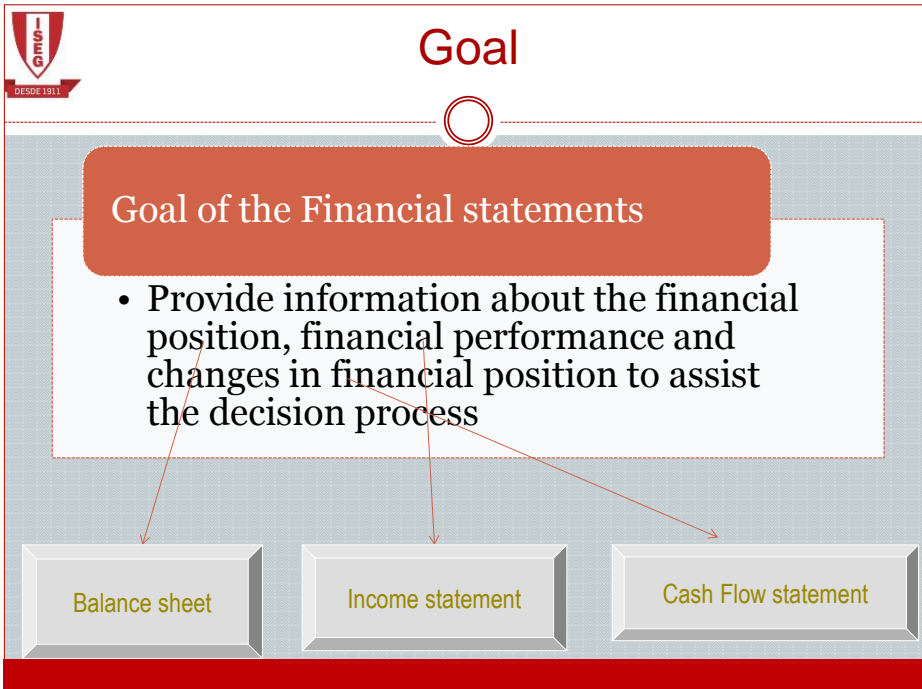 ISEG
DESDE 1911
Goal
Goal of the Financial statements
• Provide information about the financial
position, financial performance and
changes in financial position to assist
the decision process
Balance sheet
Income statement
Cash Flow statement